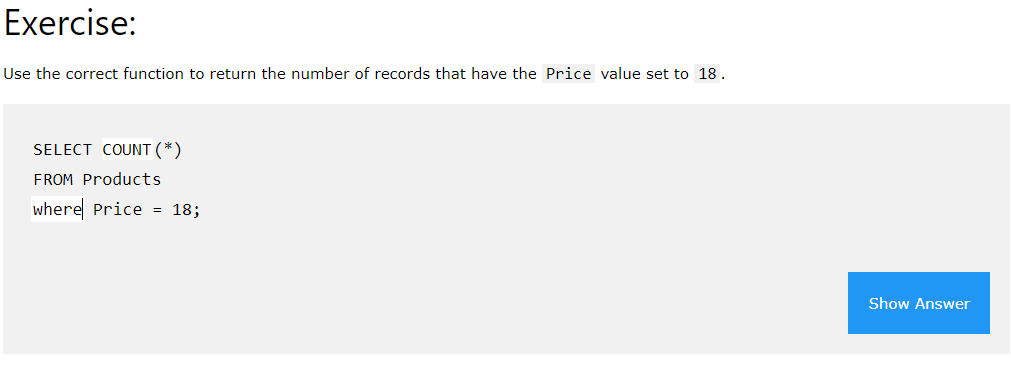 Exercise:
Use the correct function to return the number of records that have the Price value set to 18.
SELECT COUNT(*)
FROM Products
where Price = 18;
Show Answer